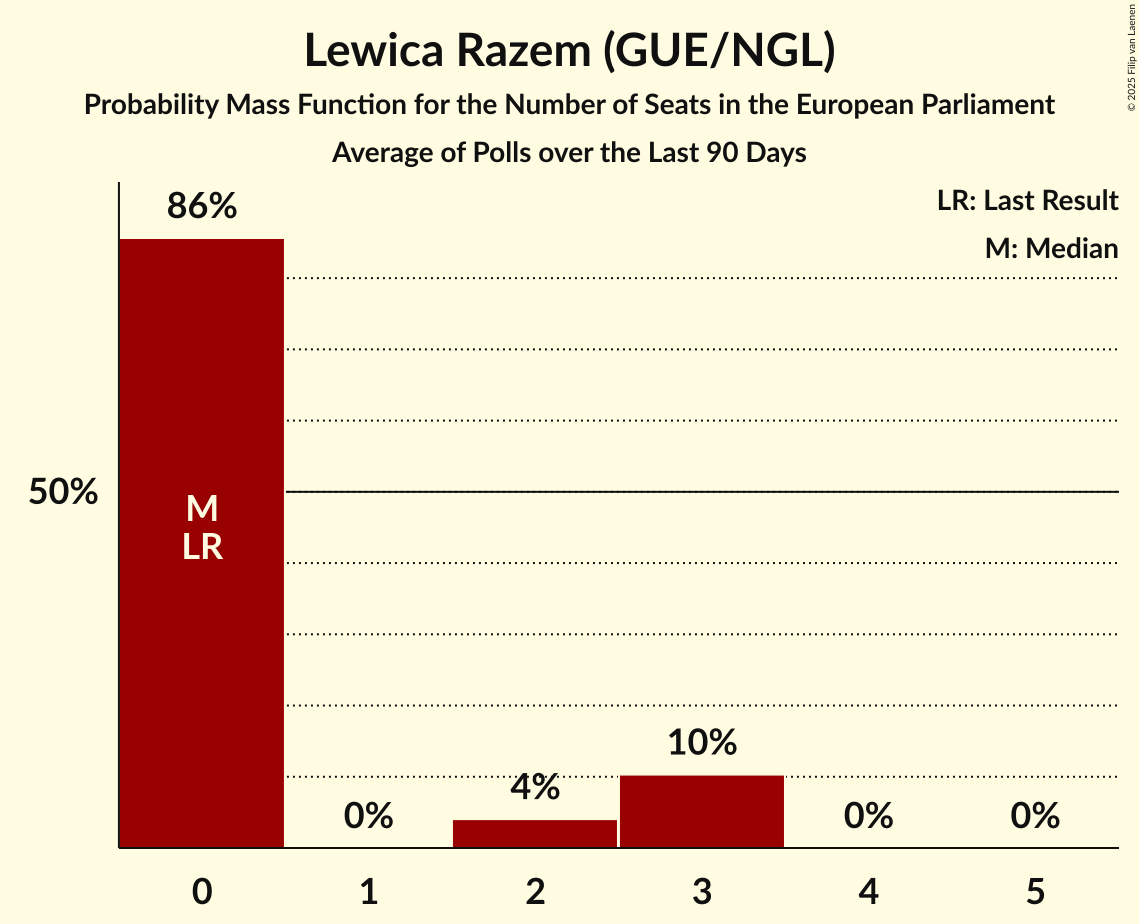 Lewica Razem (GUE/NGL)
Probability Mass Function for the Number of Seats in the European Parliament
Average of Polls over the Last 90 Days
© 2025 Filip van Laenen
LR: Last Result
M: Median
86%
50%
M
LR
0%
4%
10%
0%
0%
0 1 2 3 4 5